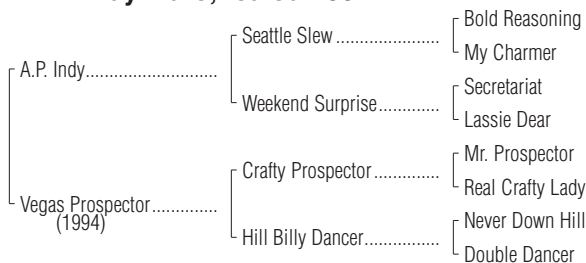 Bold Reasoning
Seattle Slew
My Charmer
A.P. Indy
Secretariat
Weekend Surprise
Lassie Dear
Mr. Prospector
Crafty Prospector
Real Crafty Lady
Vegas Prospector
(1994)
Never Down Hill
Hill Billy Dancer
Double Dancer